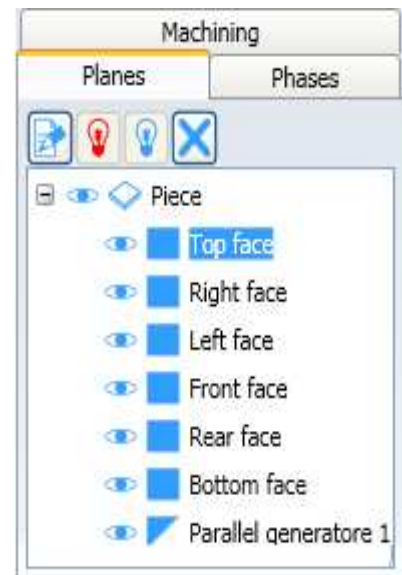 Machining
Planes Phases
Piece
Top face
Right face
Left face
Front face
Rear face
Bottom face
Parallel generatore 1